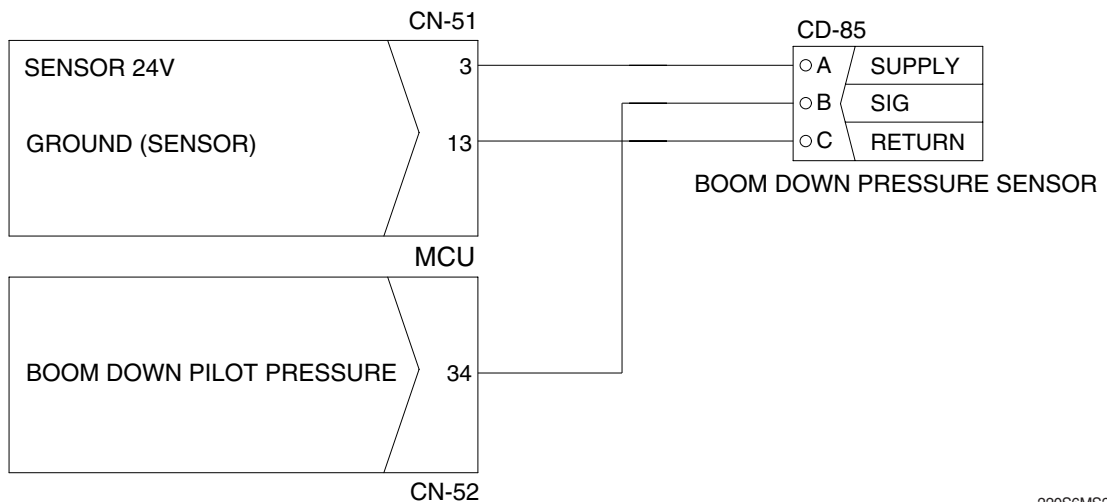 CN-51
CD-85
SENSOR 24V 3
A SUPPLY
B SIG
GROUND (SENSOR) 13
C RETURN
BOOM DOWN PRESSURE SENSOR
MCU
BOOM DOWN PILOT PRESSURE 34
CN-52